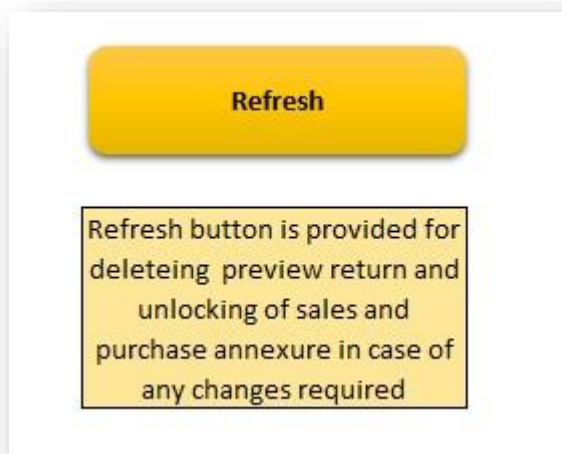 Refresh
Refresh button is provided for
deleteing preview return and
unlocking of sales and
purchase annexure in case of
any changes required